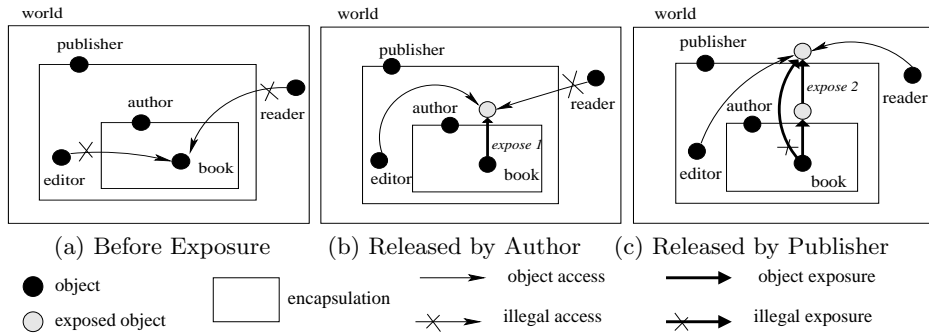 world
publisher
author
reader
editor
book
(a) Before Exposure
world
publisher
author
reader
expose 1
editor
book
(b) Released by Author
world
publisher
expose 2
reader
author
editor
book
(c) Released by Publisher
object
exposed object
encapsulation
object access
illegal access
object exposure
illegal exposure